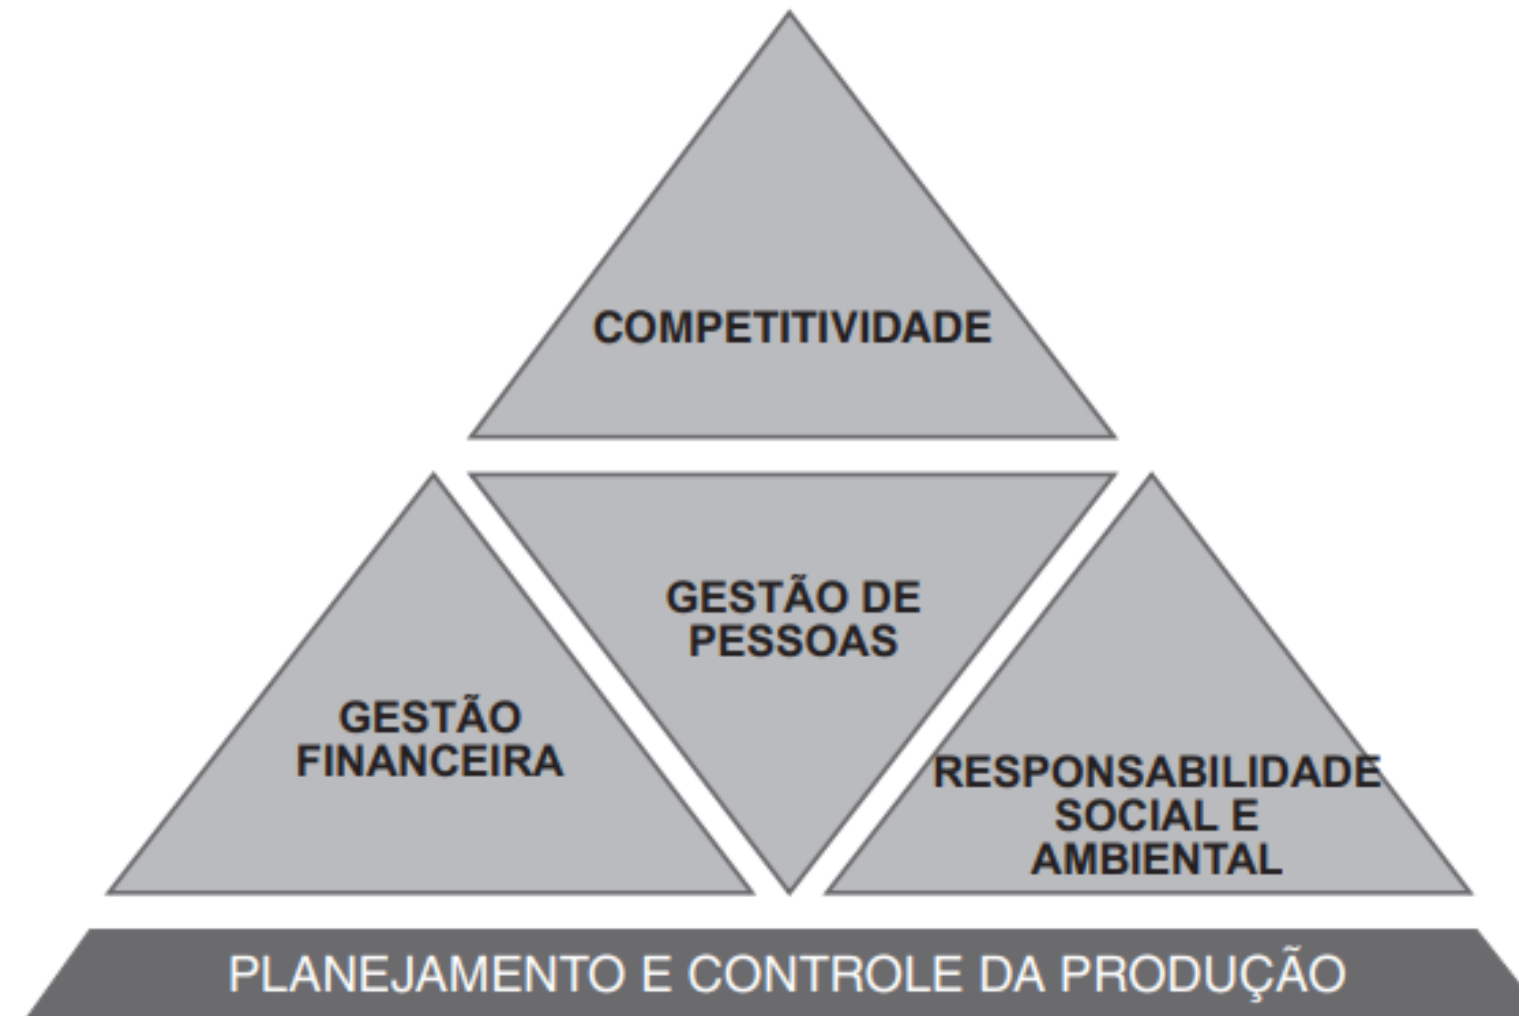 COMPETITIVIDADE
GESTÃO DE
PESSOAS
GESTÃO
FINANCEIRA
RESPONSABILIDADE
SOCIAL E
AMBIENTAL
PLANEJAMENTO E CONTROLE DA PRODUÇÃO